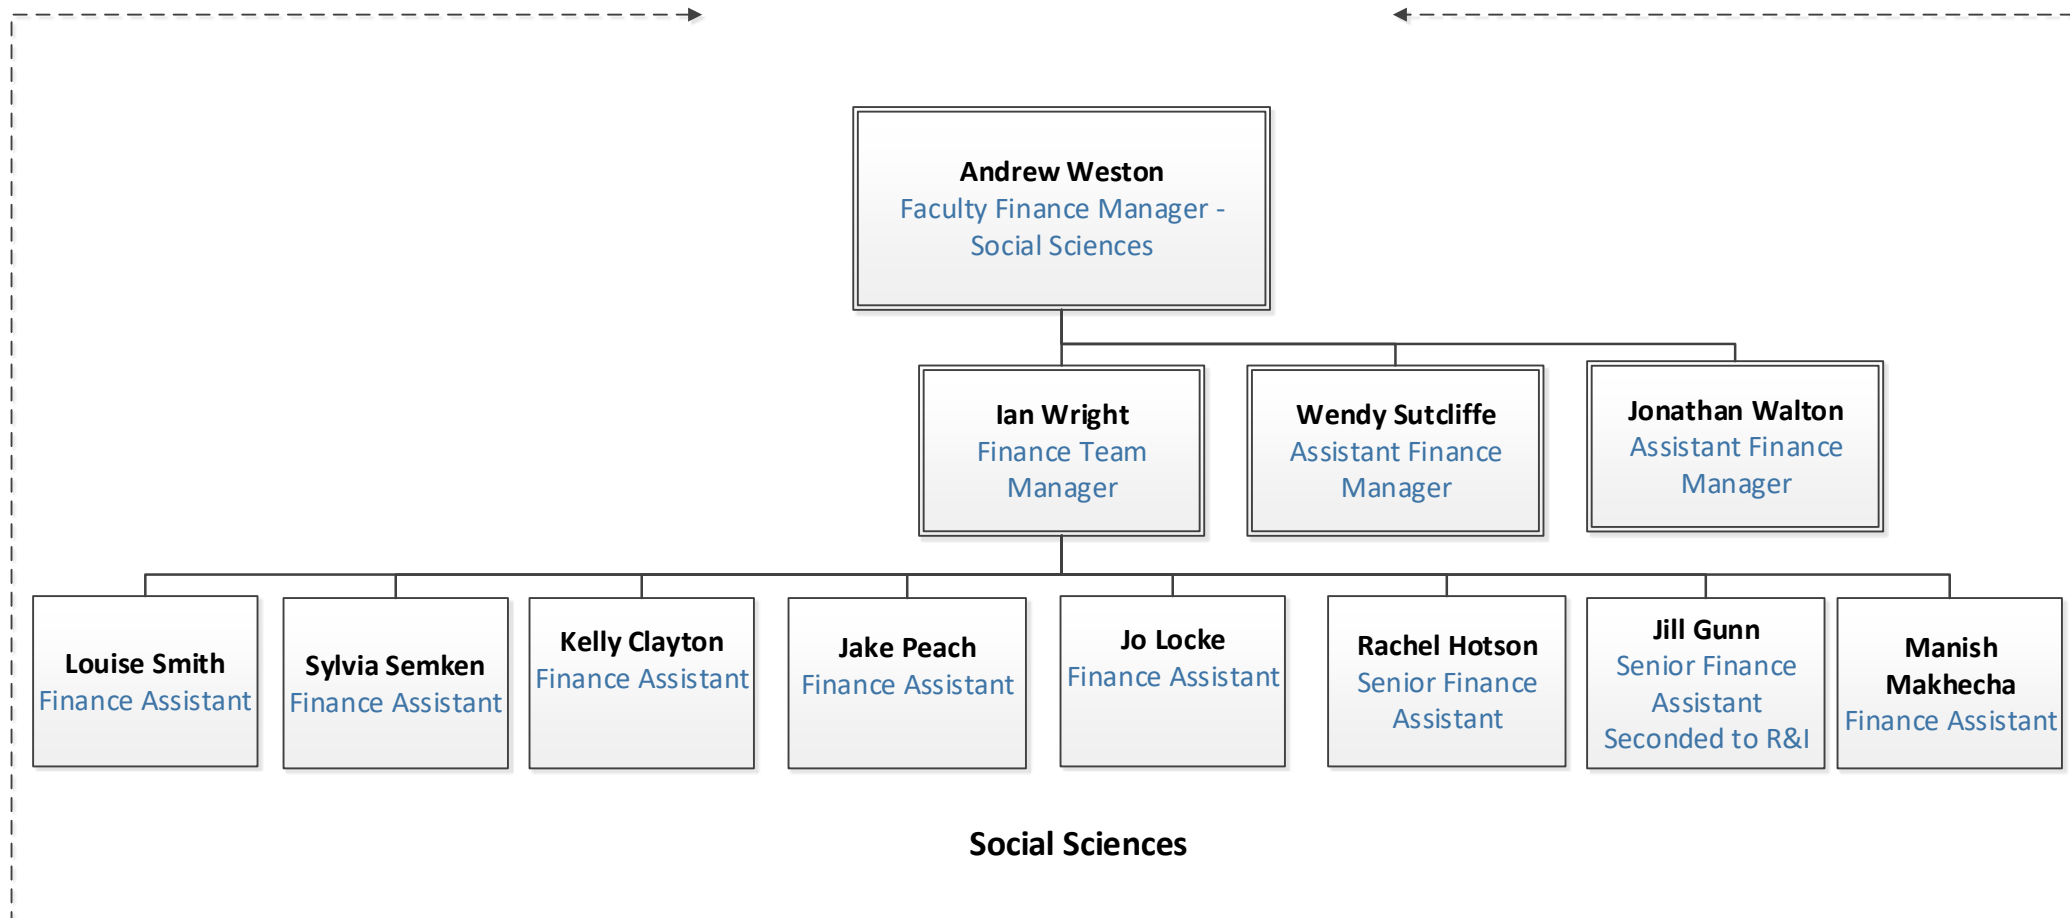 Andrew Weston
Faculty Finance Manager -
Social Sciences
Ian Wright
Finance Team
Manager
Wendy Sutcliffe
Assistant Finance
Manager
Jonathan Walton
Assistant Finance
Manager
Louise Smith
Finance Assistant
Sylvia Semken
Finance Assistant
Kelly Clayton
Finance Assistant
Jake Peach
Finance Assistant
Jo Locke
Finance Assistant
Rachel Hotson
Senior Finance
Assistant
Jill Gunn
Senior Finance
Assistant
Seconded to R&I
Manish
Makhecha
Finance Assistant
Social Sciences